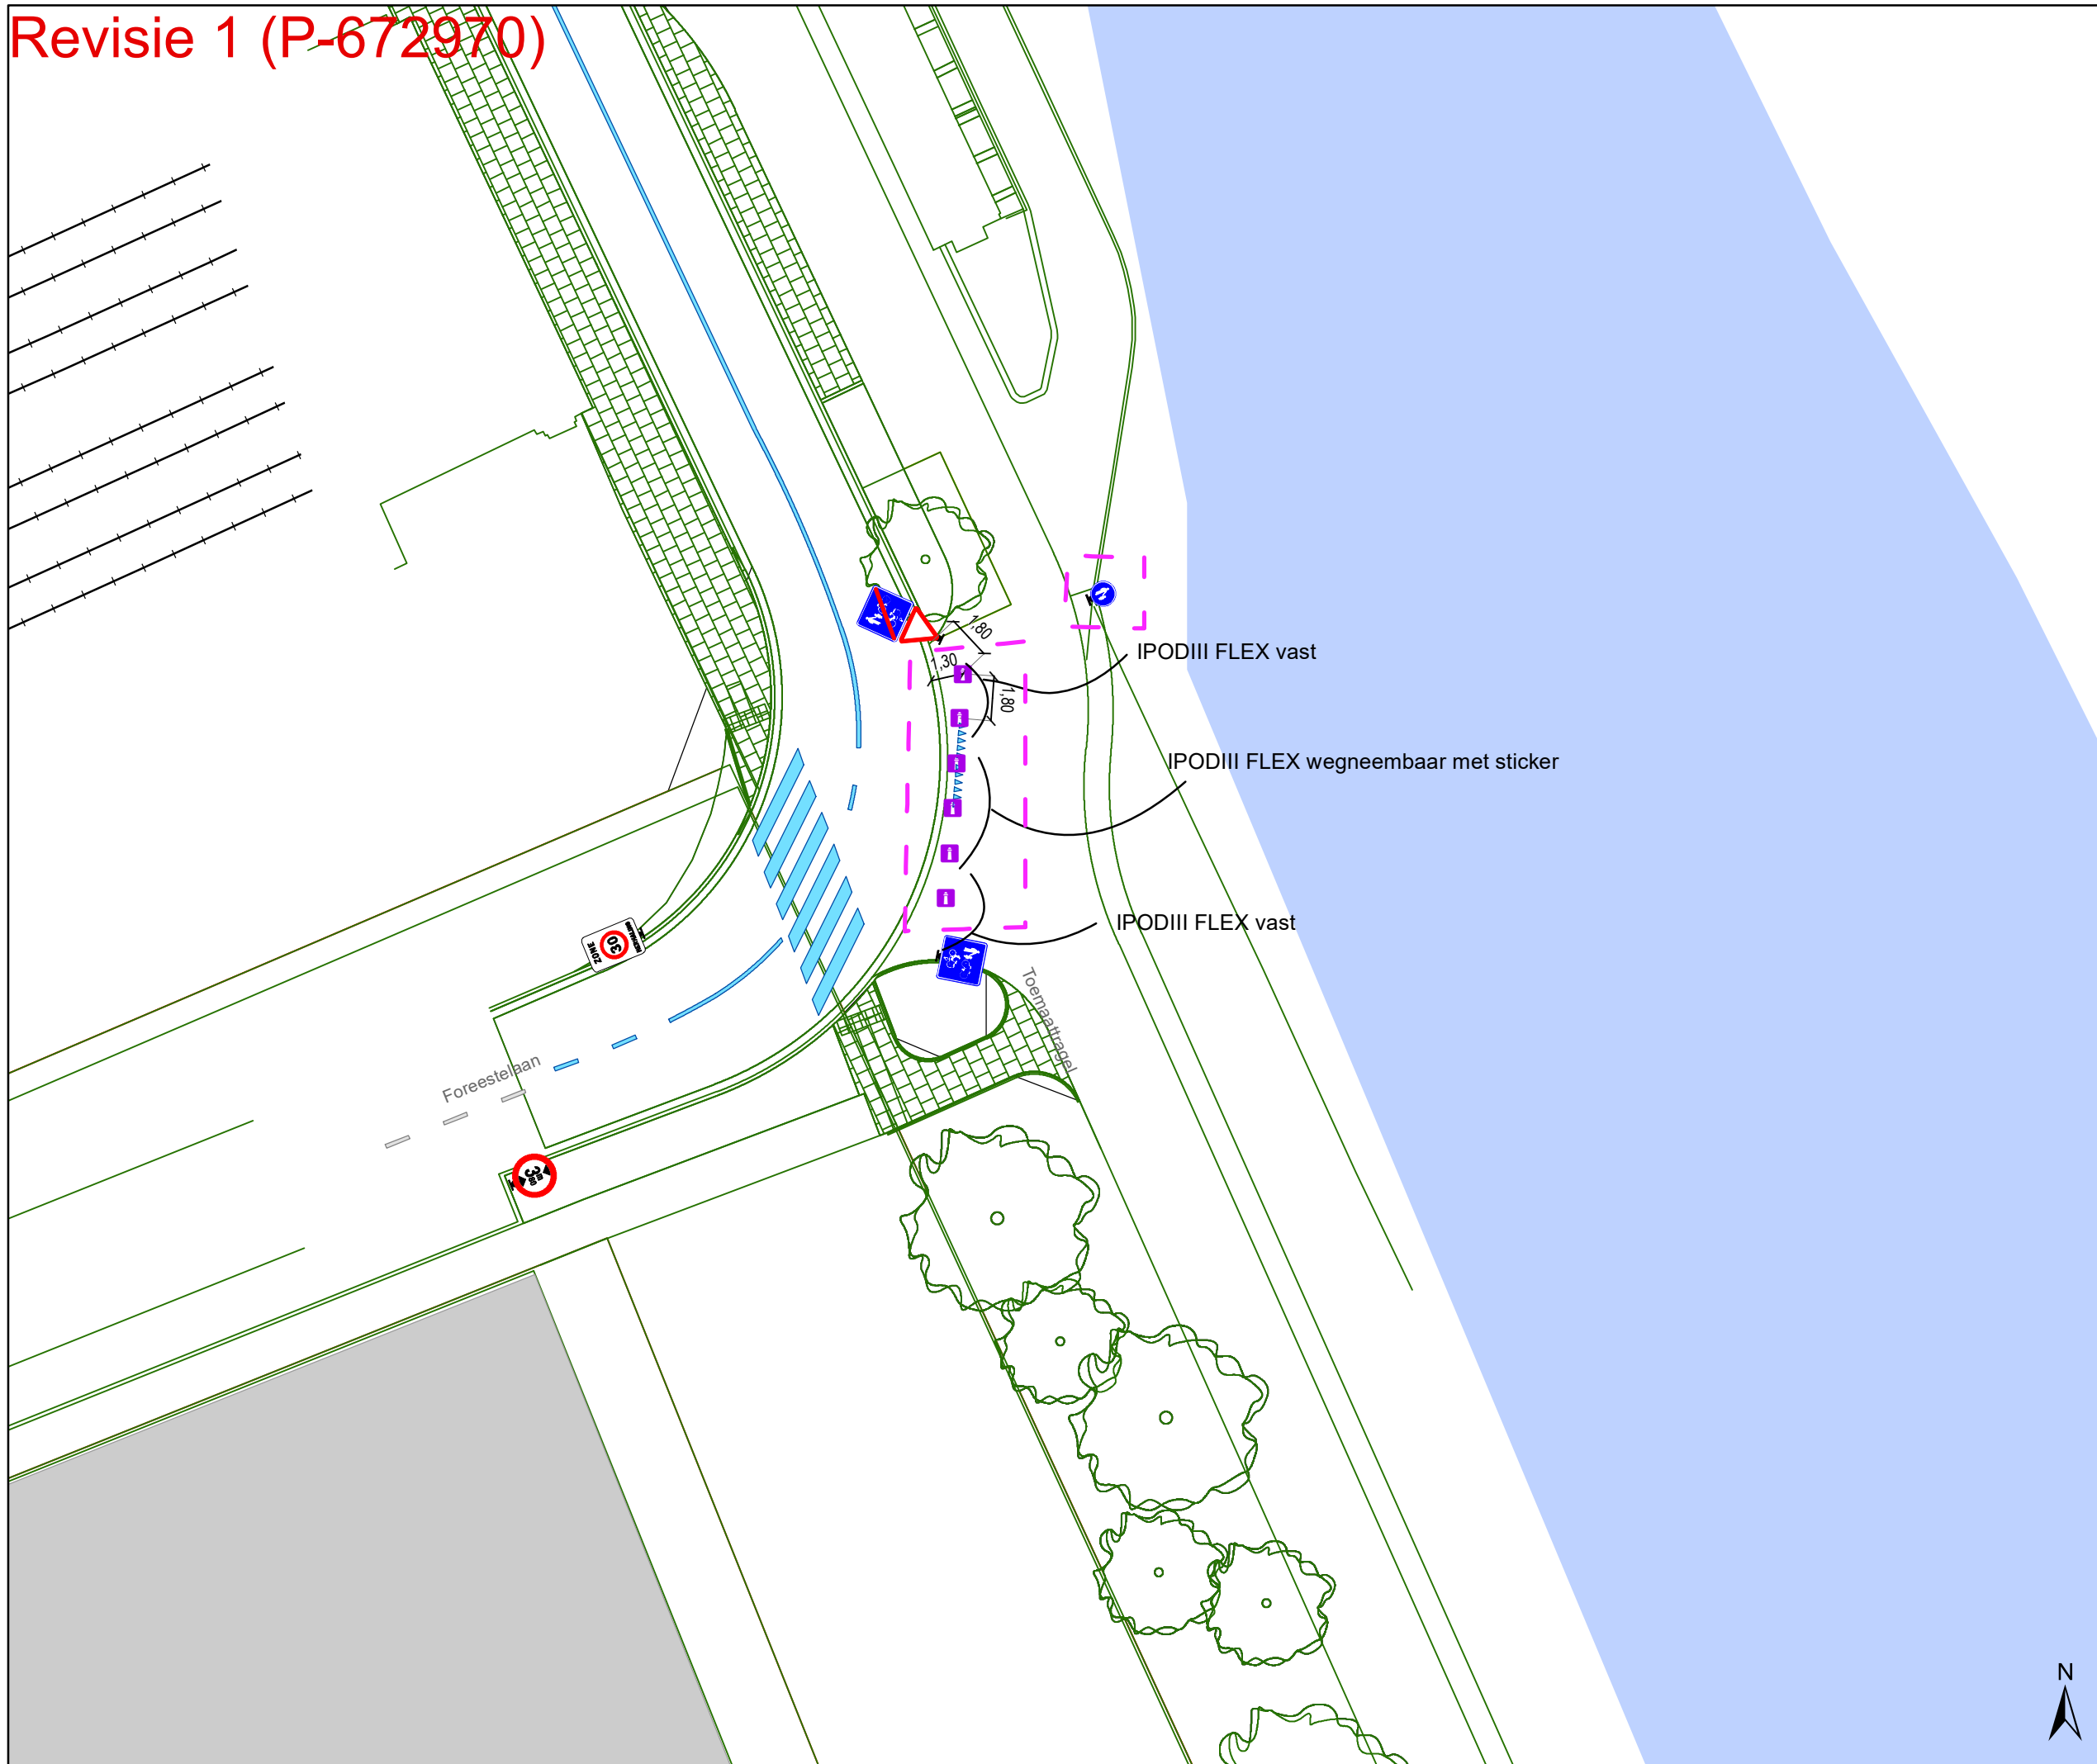 Revisie 1 (P-672970)
1,80
IPODIII FLEX vast
1,30
1,80
IPODIII FLEX wegneembaar met sticker
IPODIII FLEX vast
ZONE
30
HERHALING
Toemaattragel
Foreestelaan
N